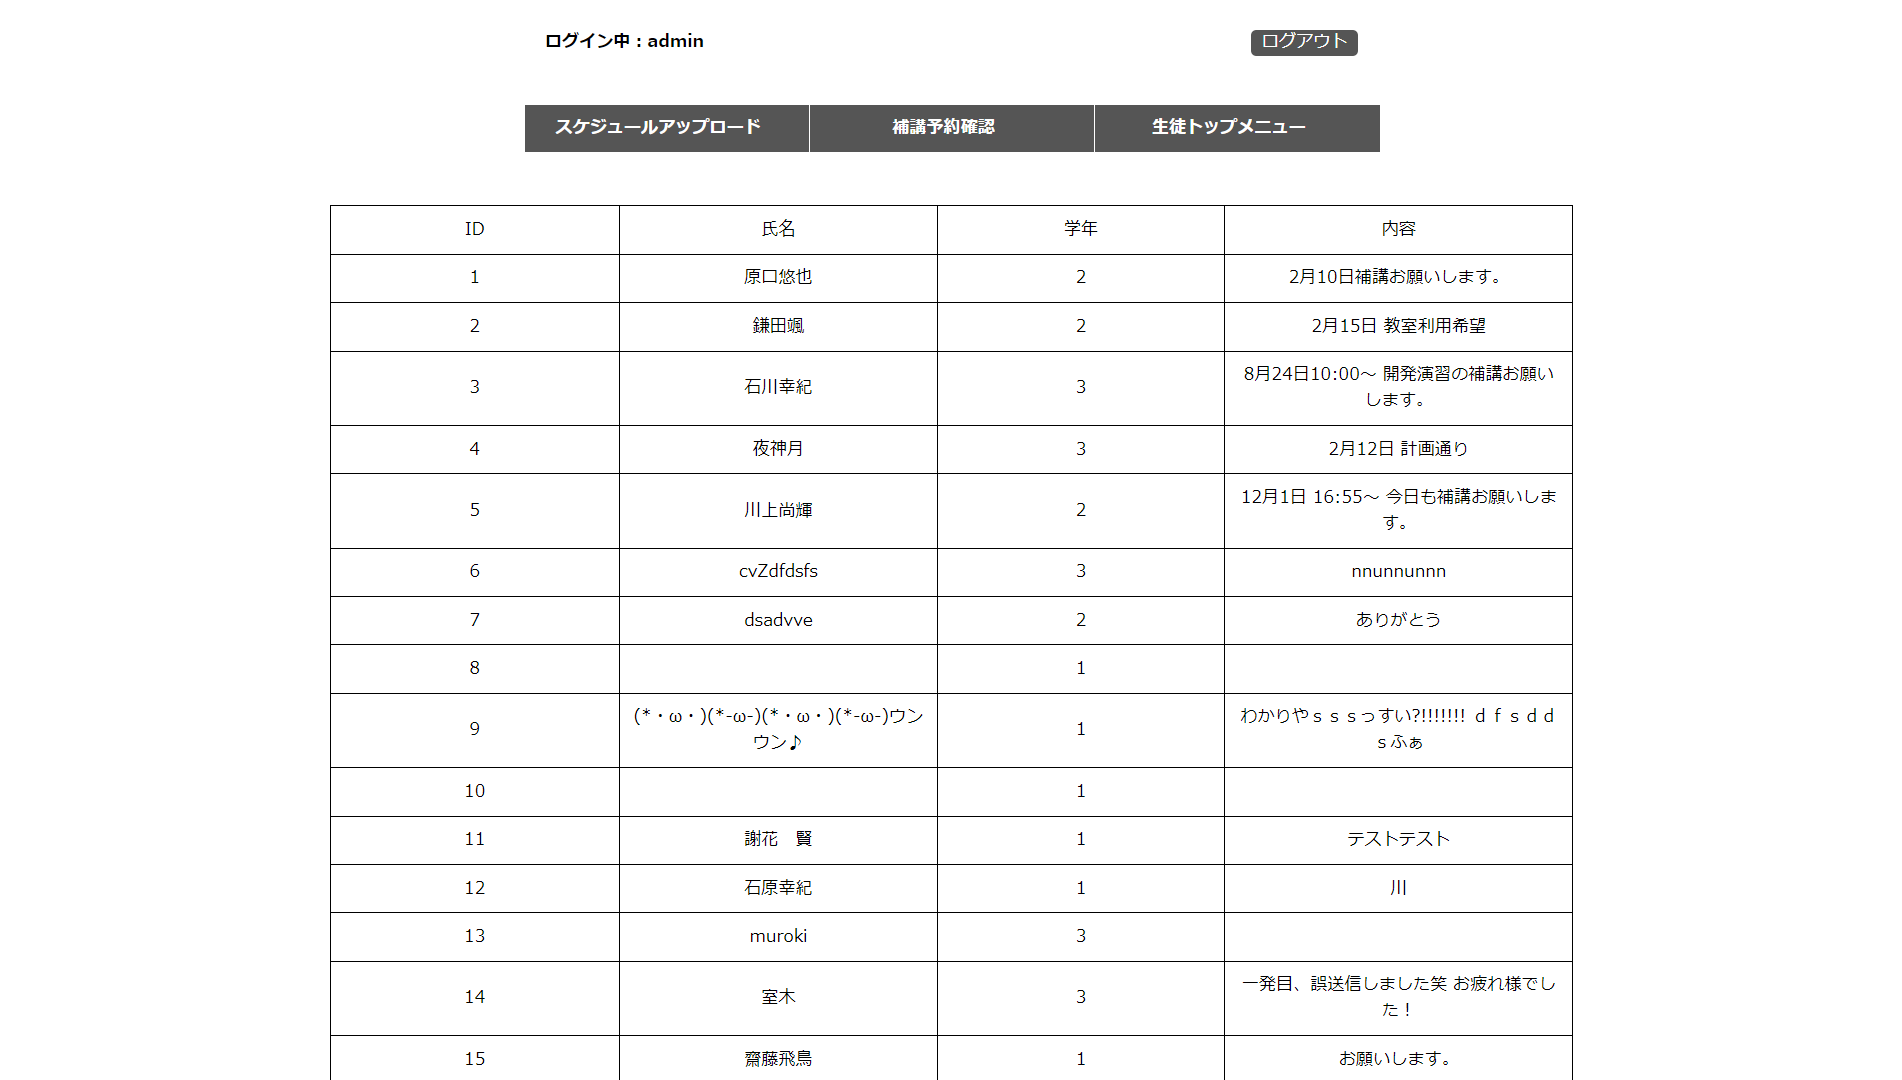 ログイン中：admin ログアウト
スケジュールアップロード 補講予約確認 生徒トップメニュー
ID 氏名 学年 内容
1 原口悠也 2 2月10日補講お願いします。
2 鎌田颯 2 2月15日 教室利用希望
3 石川幸紀 3 8月24日10:00～ 開発演習の補講お願い
します。
4 夜神月 3 2月12日 計画通り
5 川上尚輝 2 12月1日 16:55～ 今日も補講お願いしま
す。
6 cvZdfdsfs 3 nnunnunnn
7 dsadvve 2 ありがとう
8 1
9 (*・ω・)(*-ω-)(*・ω・)(*-ω-)ウン
ウン♪ 1 わかりやｓｓｓっすい?!!!!!!! ｄｆｓｄｄ
ｓふぁ
10 1
11 謝花　賢 1 テストテスト
12 石原幸紀 1 川
13 muroki 3
14 室木 3 一発目、誤送信しました笑 お疲れ様でし
た！
15 齋藤飛鳥 1 お願いします。